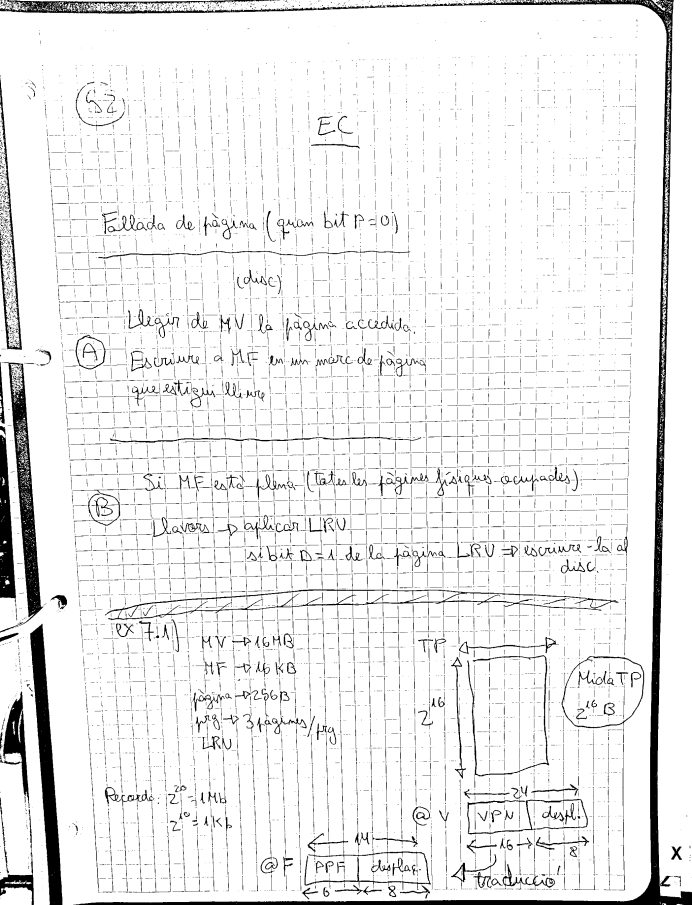 52
EC
Fallada de pàgina (quan bit P=0)
(disc)
Llegir de MV la pàgina accedida.
A
Escriure a MF en un marc de pàgina
que estigui lliure
B
Si MF està plena (totes les pàgines físiques ocupades)
Llavors → aplicar LRU
si bit D=1 de la pàgina LRU ⇒ escriure-la al
disc.
ex 7.1)
MV → 16MB
MF → 16KB
pàgina → 256B
prg → 3 pàgines/prg
LRU
TP
2^16
Mida TP
2^16 B
Recordo: 2^20 = 1Mb
2^10 = 1Kb
24
@V VPN despl.
16 8
traducció
14
@F PPF desplaç.
6 8
X